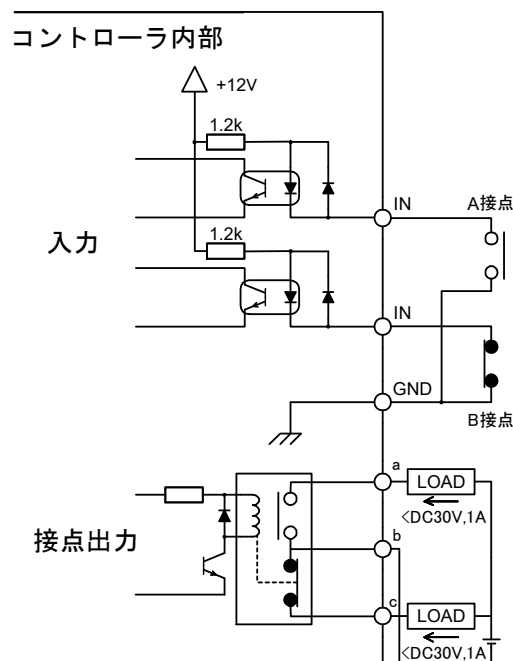 コントローラ内部
+12V
1.2k
IN
A接点
入力
1.2k
IN
GND
B接点
a
LOAD
<DC30V,1A
接点出力
b
c
LOAD
<DC30V,1A